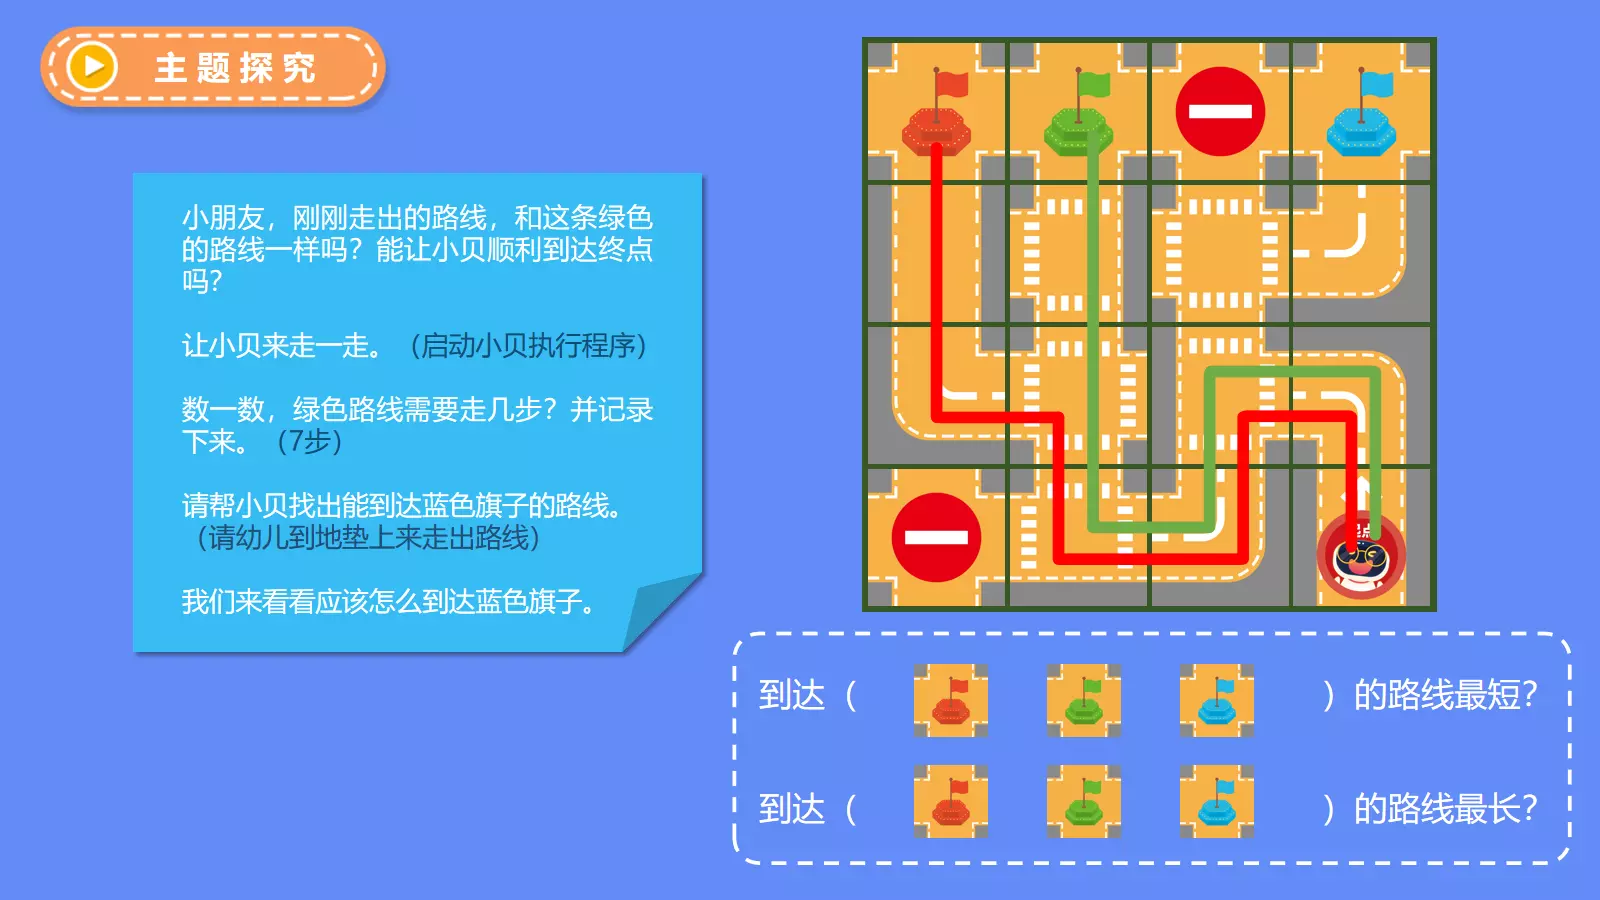 主题探究
小朋友，刚刚走出的路线，和这条绿色
的路线一样吗？能让小贝顺利到达终点
吗？
让小贝来走一走。（启动小贝执行程序）
数一数，绿色路线需要走几步？并记录
下来。（7步）
请帮小贝找出能到达蓝色旗子的路线。
（请幼儿到地垫上来走出路线）
我们来看看应该怎么到达蓝色旗子。
到达（ ）的路线最短？
到达（ ）的路线最长？